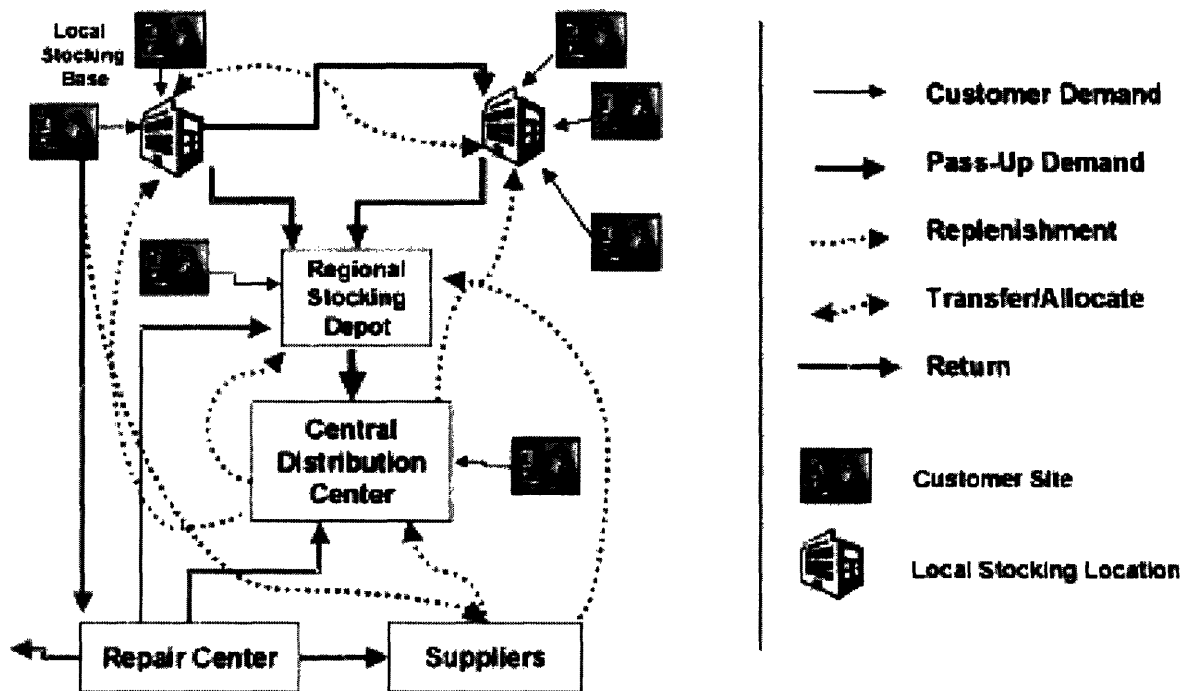 Local
Stocking
Base
Regional
Stocking
Depot
Central
Distribution
Center
Repair Center
Suppliers
Customer Demand
Pass-Up Demand
Replenishment
Transfer/Allocate
Return
Customer Site
Local Stocking Location